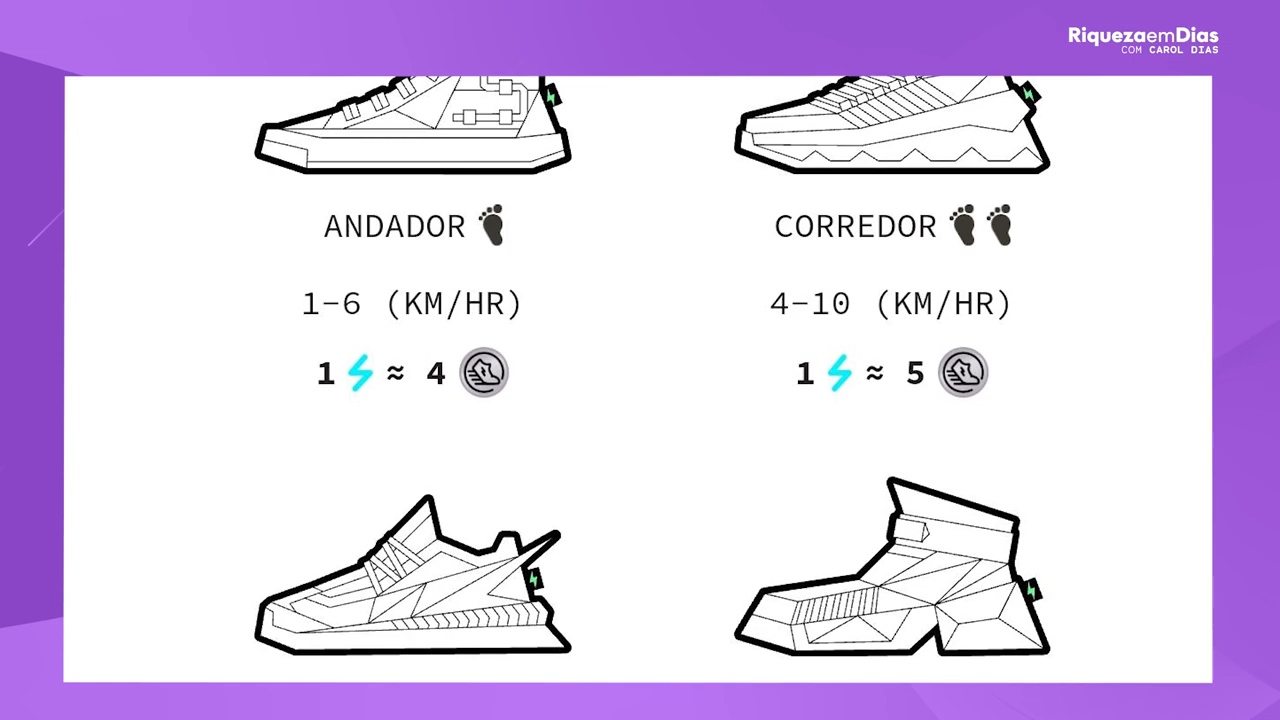 RiquezaemDias
COM CAROL DIAS
ANDADOR
CORREDOR
1-6 (KM/HR)
4-10 (KM/HR)
1 ≈ 4
1 ≈ 5